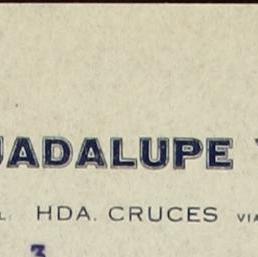 UADALUPE Y
L. HDA. CRUCES VIA
3